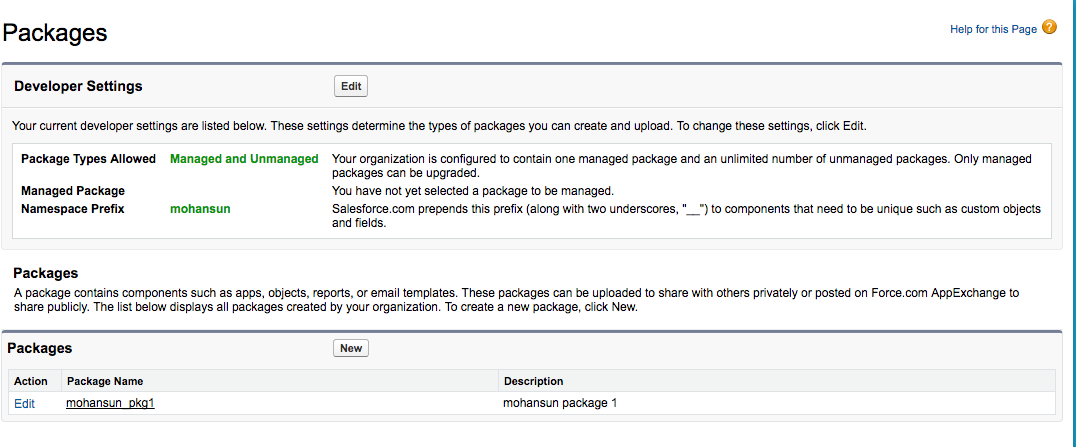 Packages
Help for this Page ?
Developer Settings
Edit
Your current developer settings are listed below. These settings determine the types of packages you can create and upload. To change these settings, click Edit.
Package Types Allowed Managed and Unmanaged Your organization is configured to contain one managed package and an unlimited number of unmanaged packages. Only managed
packages can be upgraded.
Managed Package You have not yet selected a package to be managed.
Namespace Prefix mohansun Salesforce.com prepends this prefix (along with two underscores, "__") to components that need to be unique such as custom objects
and fields.
Packages
A package contains components such as apps, objects, reports, or email templates. These packages can be uploaded to share with others privately or posted on Force.com AppExchange to
share publicly. The list below displays all packages created by your organization. To create a new package, click New.
Packages
New
Action Package Name Description
Edit mohansun_pkg1 mohansun package 1